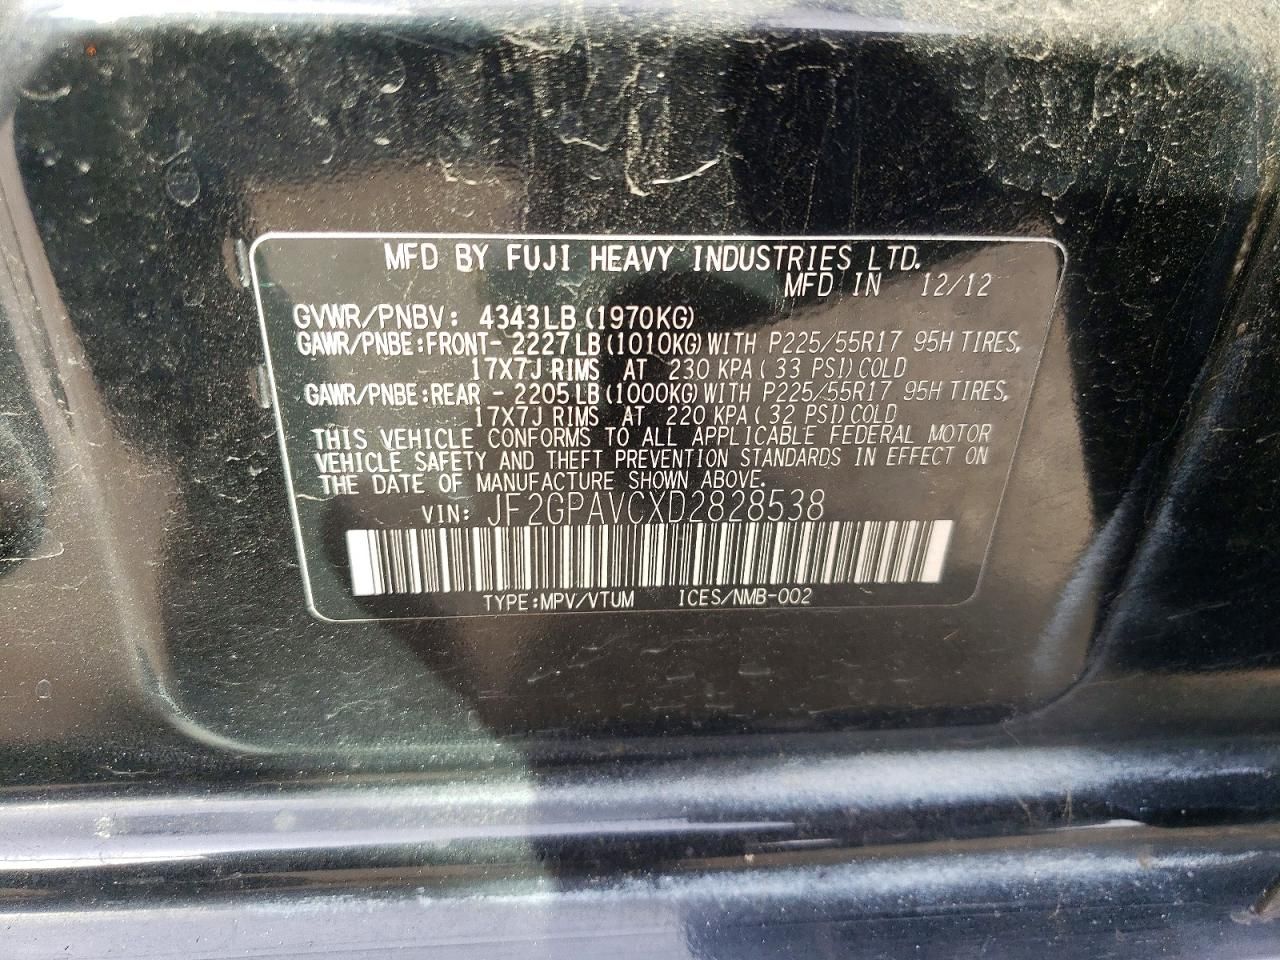 MFD BY FUJI HEAVY INDUSTRIES LTD.
MFD IN 12/12
GVWR/PNBV: 4343LB(1970KG)
GAWR/PNBE:FRONT- 2227LB(1010KG)WITH P225/55R17 95H TIRES,
17X7J RIMS AT 230 KPA(33 PSI)COLD
GAWR/PNBE:REAR - 2205LB(1000KG)WITH P225/55R17 95H TIRES,
17X7J RIMS AT 220 KPA(32 PSI)COLD
THIS VEHICLE CONFORMS TO ALL APPLICABLE FEDERAL MOTOR
VEHICLE SAFETY AND THEFT PREVENTION STANDARDS IN EFFECT ON
THE DATE OF MANUFACTURE SHOWN ABOVE.
VIN: JF2GPAVCXD2828538
TYPE:MPV/VTUM ICES/NMB-002